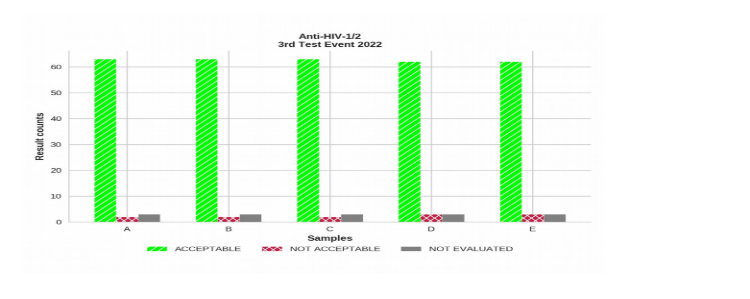 Anti-HIV-1/2
3rd Test Event 2022
60
50
40
30
20
10
0
Result counts
A B C D E
Samples
ACCEPTABLE NOT ACCEPTABLE NOT EVALUATED